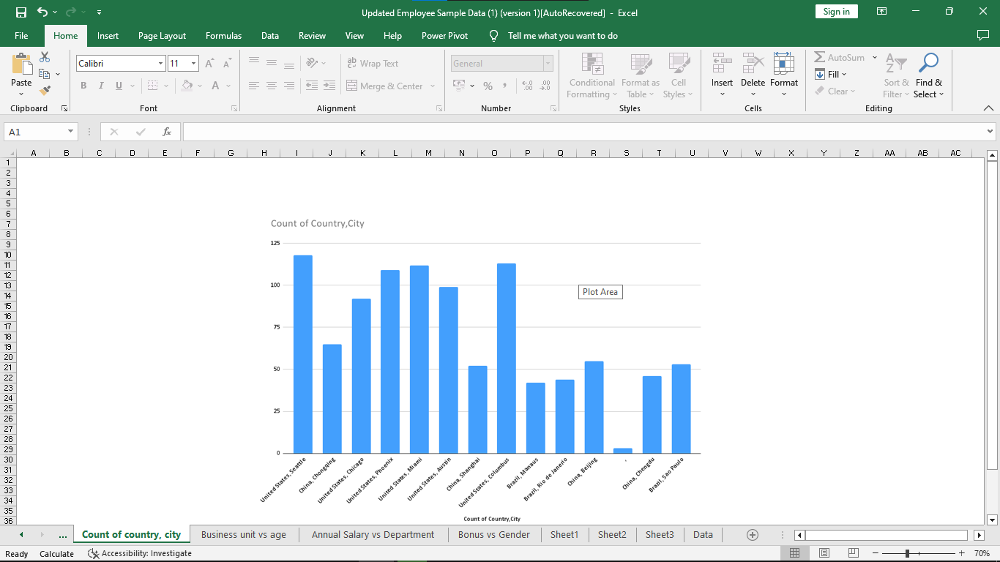 Updated Employee Sample Data (1) (version 1)[AutoRecovered] - Excel
Sign in
File Home Insert Page Layout Formulas Data Review View Help Power Pivot Tell me what you want to do
Paste
Clipboard
Calibri 11
B I U A
Font
ab Wrap Text
Merge & Center
Alignment
General
% ,
Number
Conditional Formatting
Format as Table
Cell Styles
Styles
Insert Delete Format
Cells
AutoSum
Fill
Clear
Sort & Filter
Find & Select
Editing
A1
fx
A B C D E F G H I J K L M N O P Q R S T U V W X Y Z AA AB AC
1
2
3
4
5
6
7
8
9
10
11
12
13
14
15
16
17
18
19
20
21
22
23
24
25
26
27
28
29
30
31
32
33
34
35
36
Count of Country,City
125
100
75
50
25
0
Plot Area
United States, Seattle
China, Chongqing
United States, Chicago
United States, Phoenix
United States, Miami
United States, Austin
China, Shanghai
United States, Columbus
Brazil, Manaus
Brazil, Rio de Janerio
China, Beijing
,
China, Chengdu
Brazil, Sao Paulo
Count of Country,City
... Count of country, city Business unit vs age Annual Salary vs Department Bonus vs Gender Sheet1 Sheet2 Sheet3 Data
Ready Calculate Accessibility: Investigate 70%